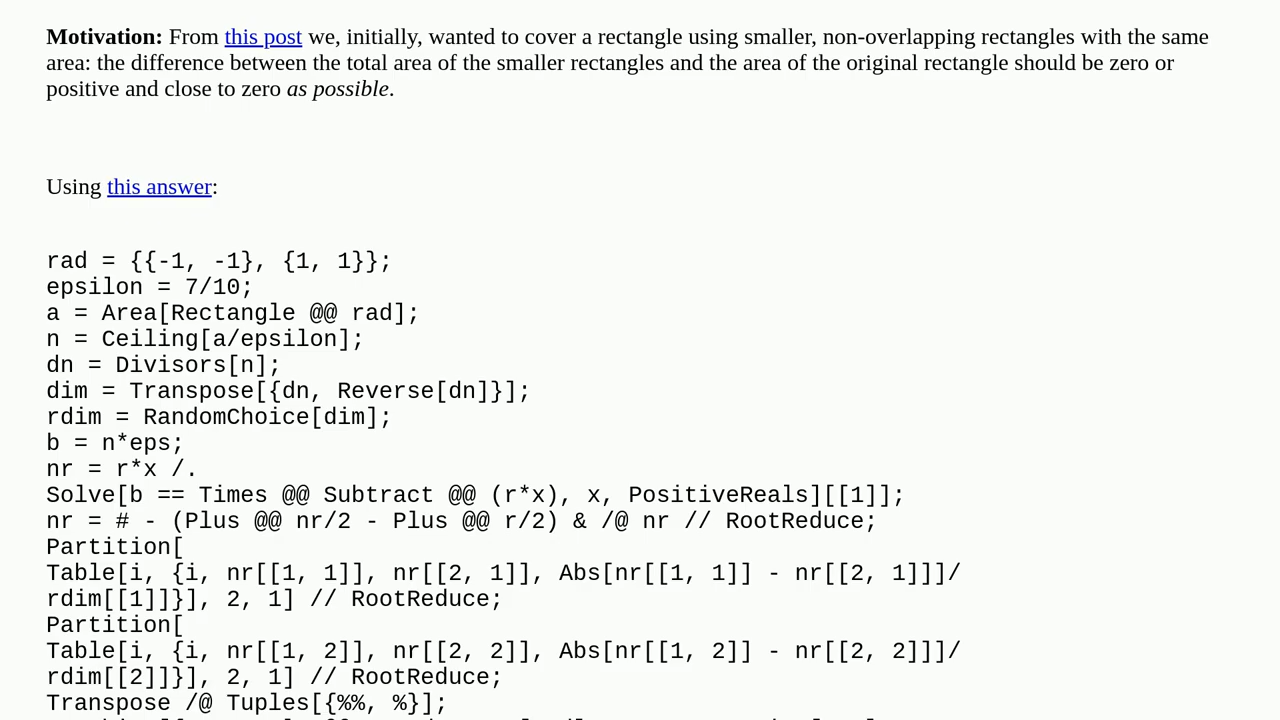 Motivation: From this post we, initially, wanted to cover a rectangle using smaller, non-overlapping rectangles with the same
area: the difference between the total area of the smaller rectangles and the area of the original rectangle should be zero or
positive and close to zero as possible.
Using this answer:
rad = {{-1, -1}, {1, 1}};
epsilon = 7/10;
a = Area[Rectangle @@ rad];
n = Ceiling[a/epsilon];
dn = Divisors[n];
dim = Transpose[{dn, Reverse[dn]}];
rdim = RandomChoice[dim];
b = n*eps;
nr = r*x /.
Solve[b == Times @@ Subtract @@ (r*x), x, PositiveReals][[1]];
nr = # - (Plus @@ nr/2 - Plus @@ r/2) & /@ nr // RootReduce;
Partition[
Table[i, {i, nr[[1, 1]], nr[[2, 1]], Abs[nr[[1, 1]] - nr[[2, 1]]]/
rdim[[1]]}], 2, 1] // RootReduce;
Partition[
Table[i, {i, nr[[1, 2]], nr[[2, 2]], Abs[nr[[1, 2]] - nr[[2, 2]]]/
rdim[[2]]}], 2, 1] // RootReduce;
Transpose /@ Tuples[{%%, %}];